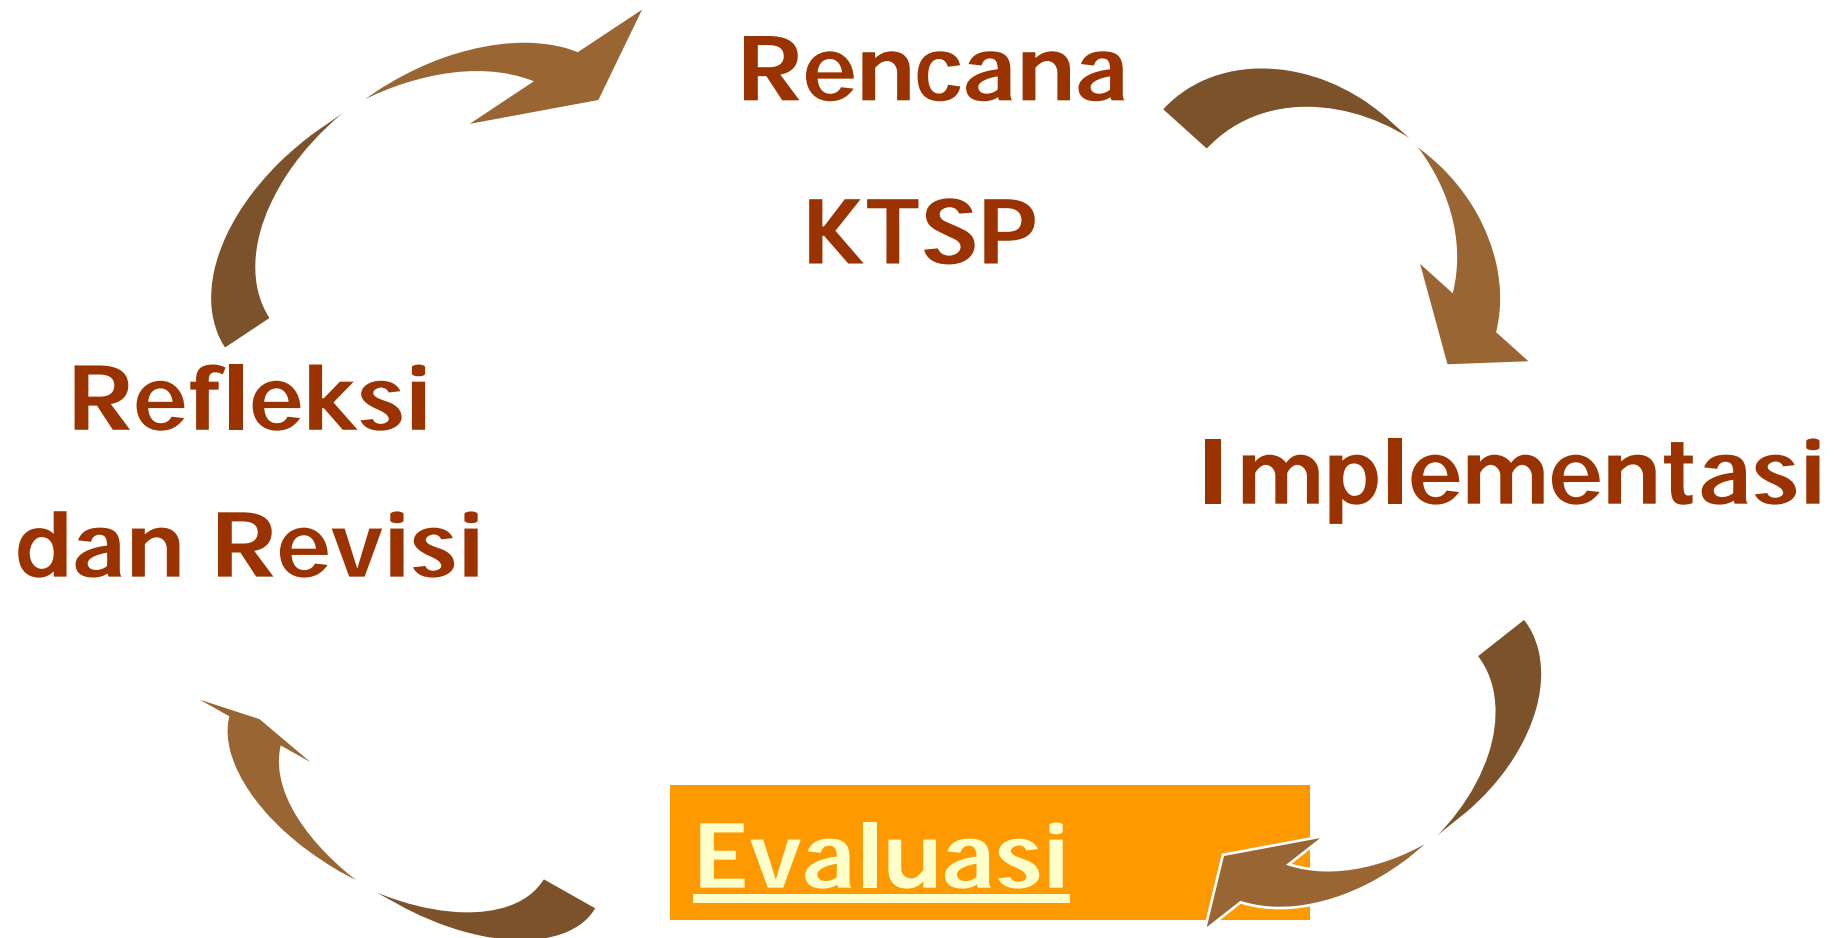 Rencana
KTSP
Implementasi
Evaluasi
Refleksi
dan Revisi